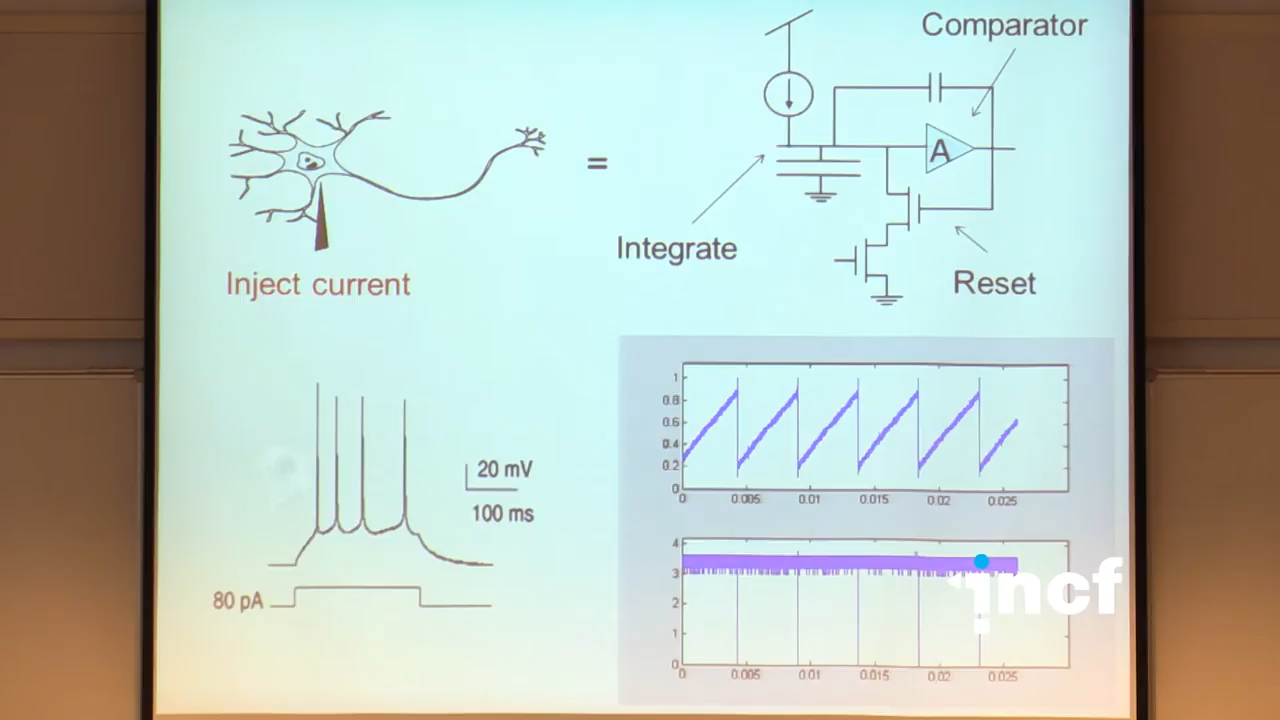 Comparator
A
=
Integrate
Inject current
Reset
1
0.8
0.6
0.4
0.2
0
0 0.005 0.01 0.015 0.02 0.025
20 mV
100 ms
80 pA
4
3
2
1
0
0 0.005 0.01 0.015 0.02 0.025
incf